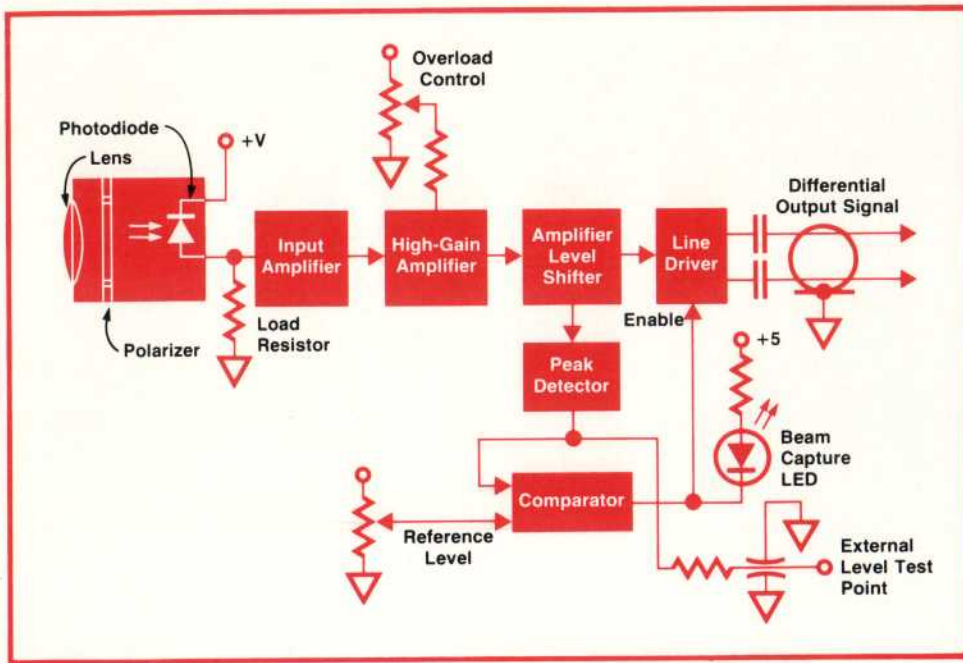 Overload
Control
Photodiode
+V
Lens
Differential
Output Signal
Input
Amplifier
High-Gain
Amplifier
Amplifier
Level
Shifter
Line
Driver
Load
Resistor
Enable
Polarizer
+5
Peak
Detector
Beam
Capture
LED
Comparator
Reference
Level
External
Level Test
Point